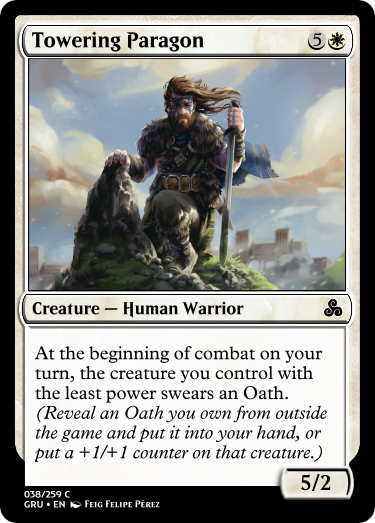 Towering Paragon 5
Creature — Human Warrior
At the beginning of combat on your
turn, the creature you control with
the least power swears an Oath.
(Reveal an Oath you own from outside
the game and put it into your hand, or
put a +1/+1 counter on that creature.)
5/2
038/259 C
GRU • EN Feig Felipe Pérez